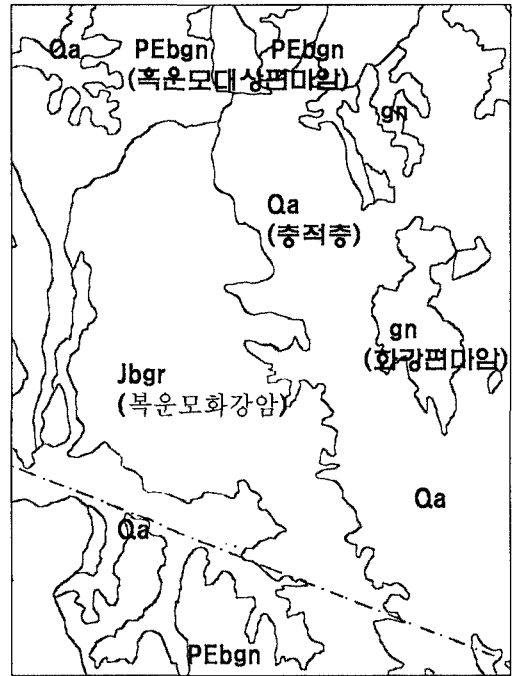 Qa
PEbgn
PEbgn
(흑운모대상편마암)
gn
Qa
(충적층)
gn
(화강편마암)
Jbgr
(복운모화강암)
Qa
Qa
PEbgn